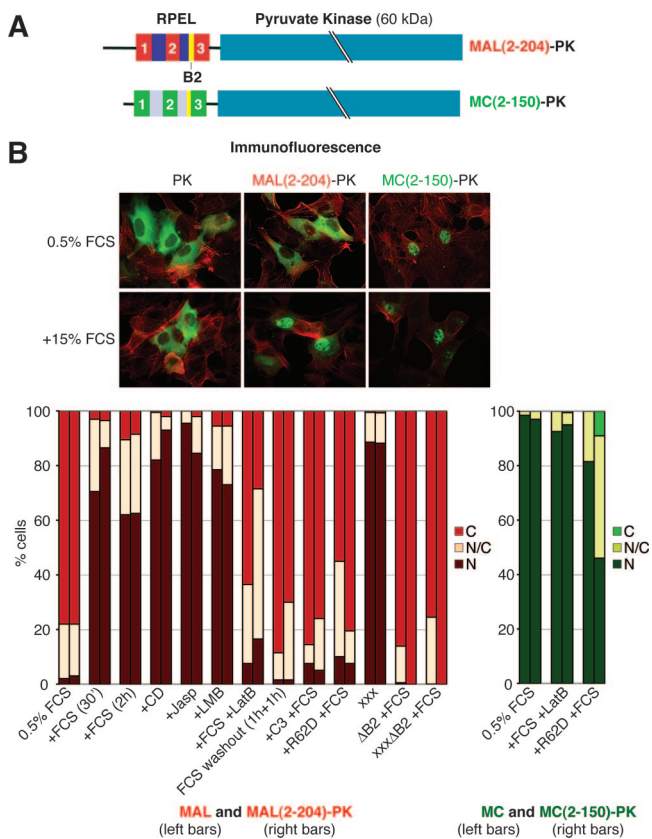 A
RPEL
Pyruvate Kinase (60 kDa)
1 2 3
MAL(2-204)-PK
B2
1 2 3
MC(2-150)-PK
B
Immunofluorescence
PK MAL(2-204)-PK MC(2-150)-PK
0.5% FCS
+15% FCS
% cells
100
80
60
40
20
0
C
N/C
N
0.5% FCS
+FCS (30')
+FCS (2h)
+CD
+Jasp
+LMB
+FCS +LatB
FCS washout (1h+1h)
+C3 +FCS
+R62D +FCS
xxx
ΔB2 +FCS
xxxΔB2 +FCS
MAL and MAL(2-204)-PK
(left bars) (right bars)
% cells
100
80
60
40
20
0
C
N/C
N
0.5% FCS
+FCS +LatB
+R62D +FCS
MC and MC(2-150)-PK
(left bars) (right bars)